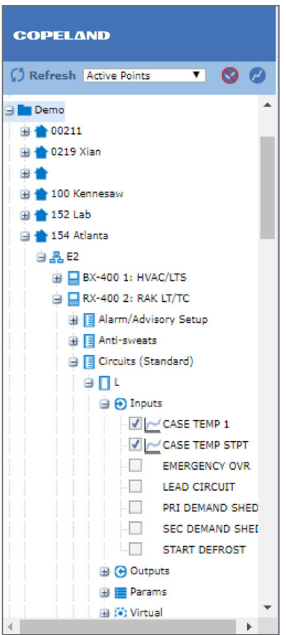 COPELAND
Refresh Active Points
Demo
00211
0219 Xian
100 Kennesaw
152 Lab
154 Atlanta
E2
BX-400 1: HVAC/LTS
RX-400 2: RAK LT/TC
Alarm/Advisory Setup
Anti-sweats
Circuits (Standard)
L
Inputs
CASE TEMP 1
CASE TEMP STPT
EMERGENCY OVR
LEAD CIRCUIT
PRI DEMAND SHED
SEC DEMAND SHED
START DEFROST
Outputs
Params
Virtual